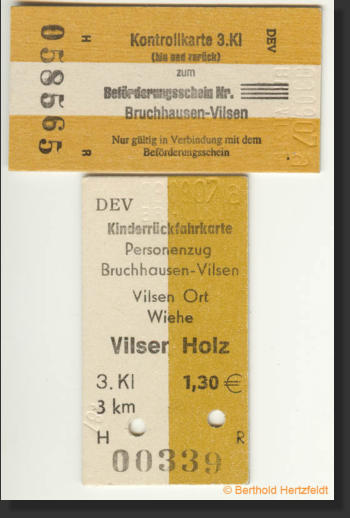 058565
H
R
Kontrollkarte 3.Kl
(hin und zurück)
zum
Beförderungsschein Nr.
Bruchhausen-Vilsen
Nur gültig in Verbindung mit dem
Beförderungsschein
DEV
DEV
Kinderrückfahrkarte
Personenzug
Bruchhausen-Vilsen
Vilsen Ort
Wiehe
Vilser Holz
3. Kl 1,30 €
3 km
H R
00339
© Berthold Hertzfeldt